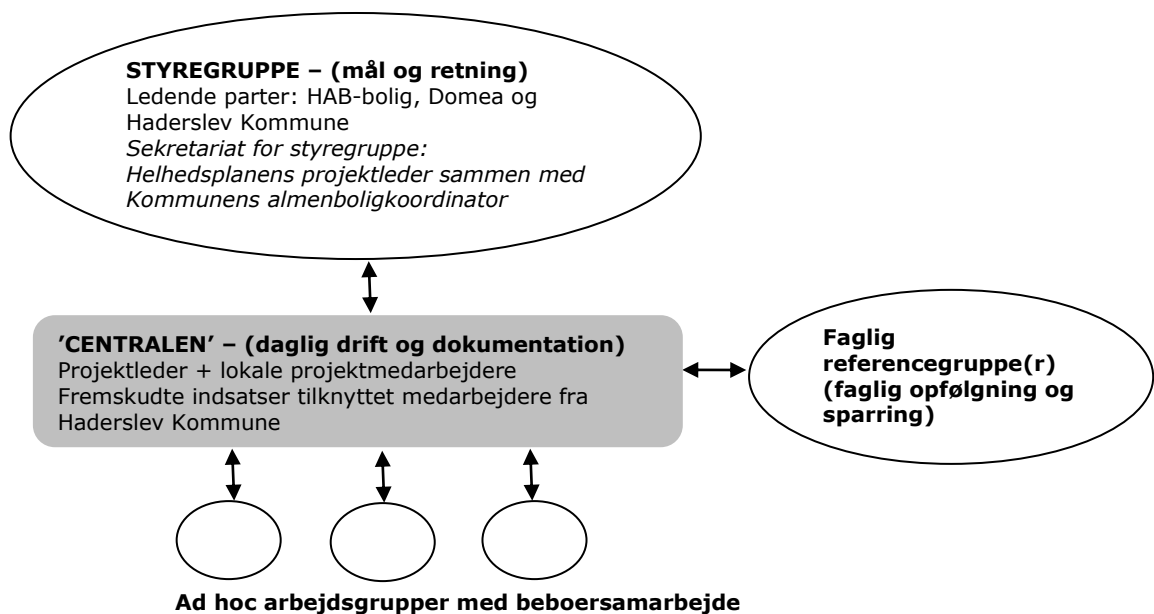 STYREGRUPPE – (mål og retning)
Ledende parter: HAB-bolig, Domea og
Haderslev Kommune
Sekretariat for styregruppe:
Helhedsplanens projektleder sammen med
Kommunens almenboligkoordinator
’CENTRALEN’ – (daglig drift og dokumentation)
Projektleder + lokale projektmedarbejdere
Fremskudte indsatser tilknyttet medarbejdere fra
Haderslev Kommune
Faglig
referencegruppe(r)
(faglig opfølgning og
sparring)
Ad hoc arbejdsgrupper med beboersamarbejde